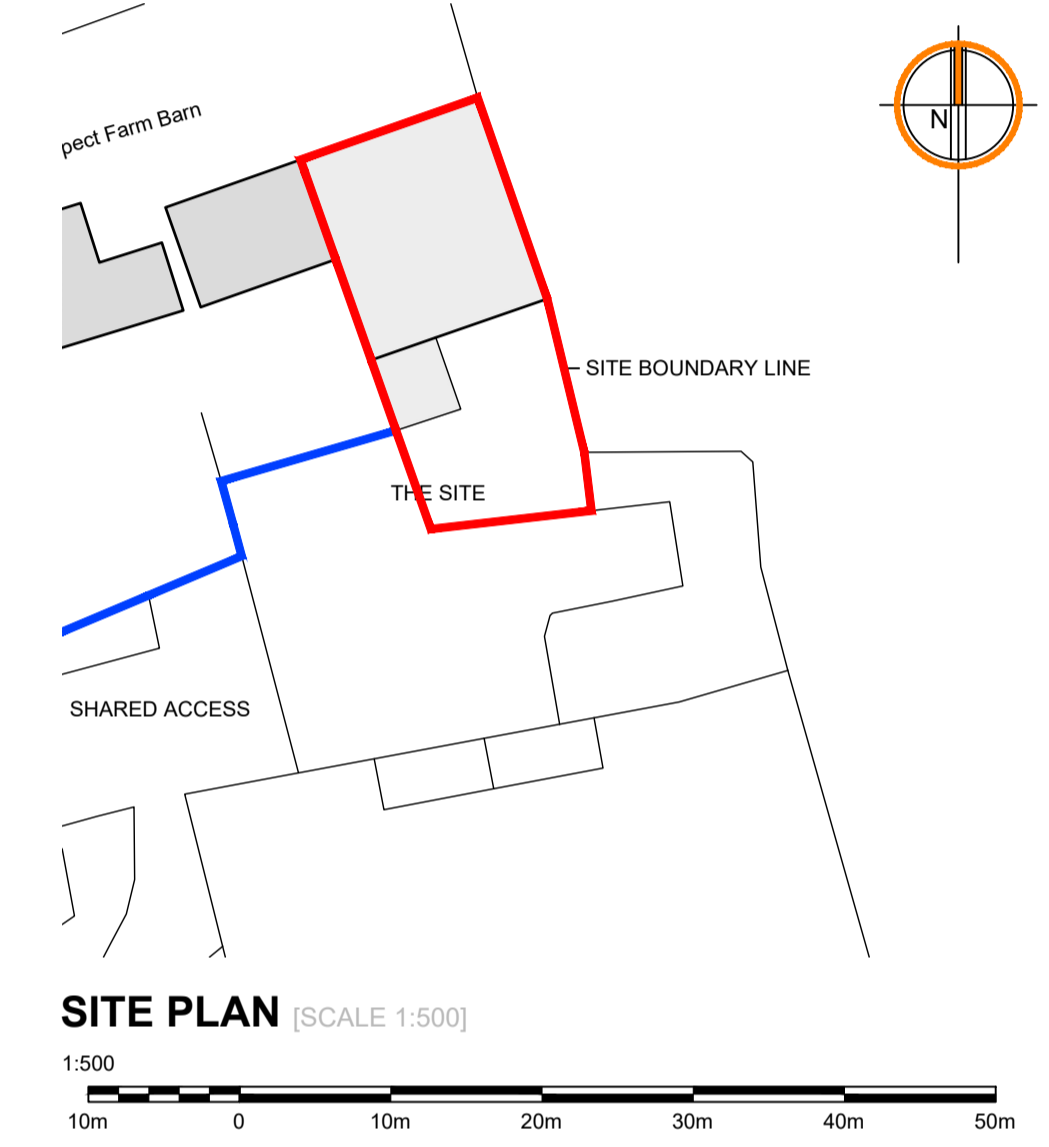 pect Farm Barn
N
SITE BOUNDARY LINE
THE SITE
SHARED ACCESS
SITE PLAN [SCALE 1:500]
1:500
10m 0 10m 20m 30m 40m 50m